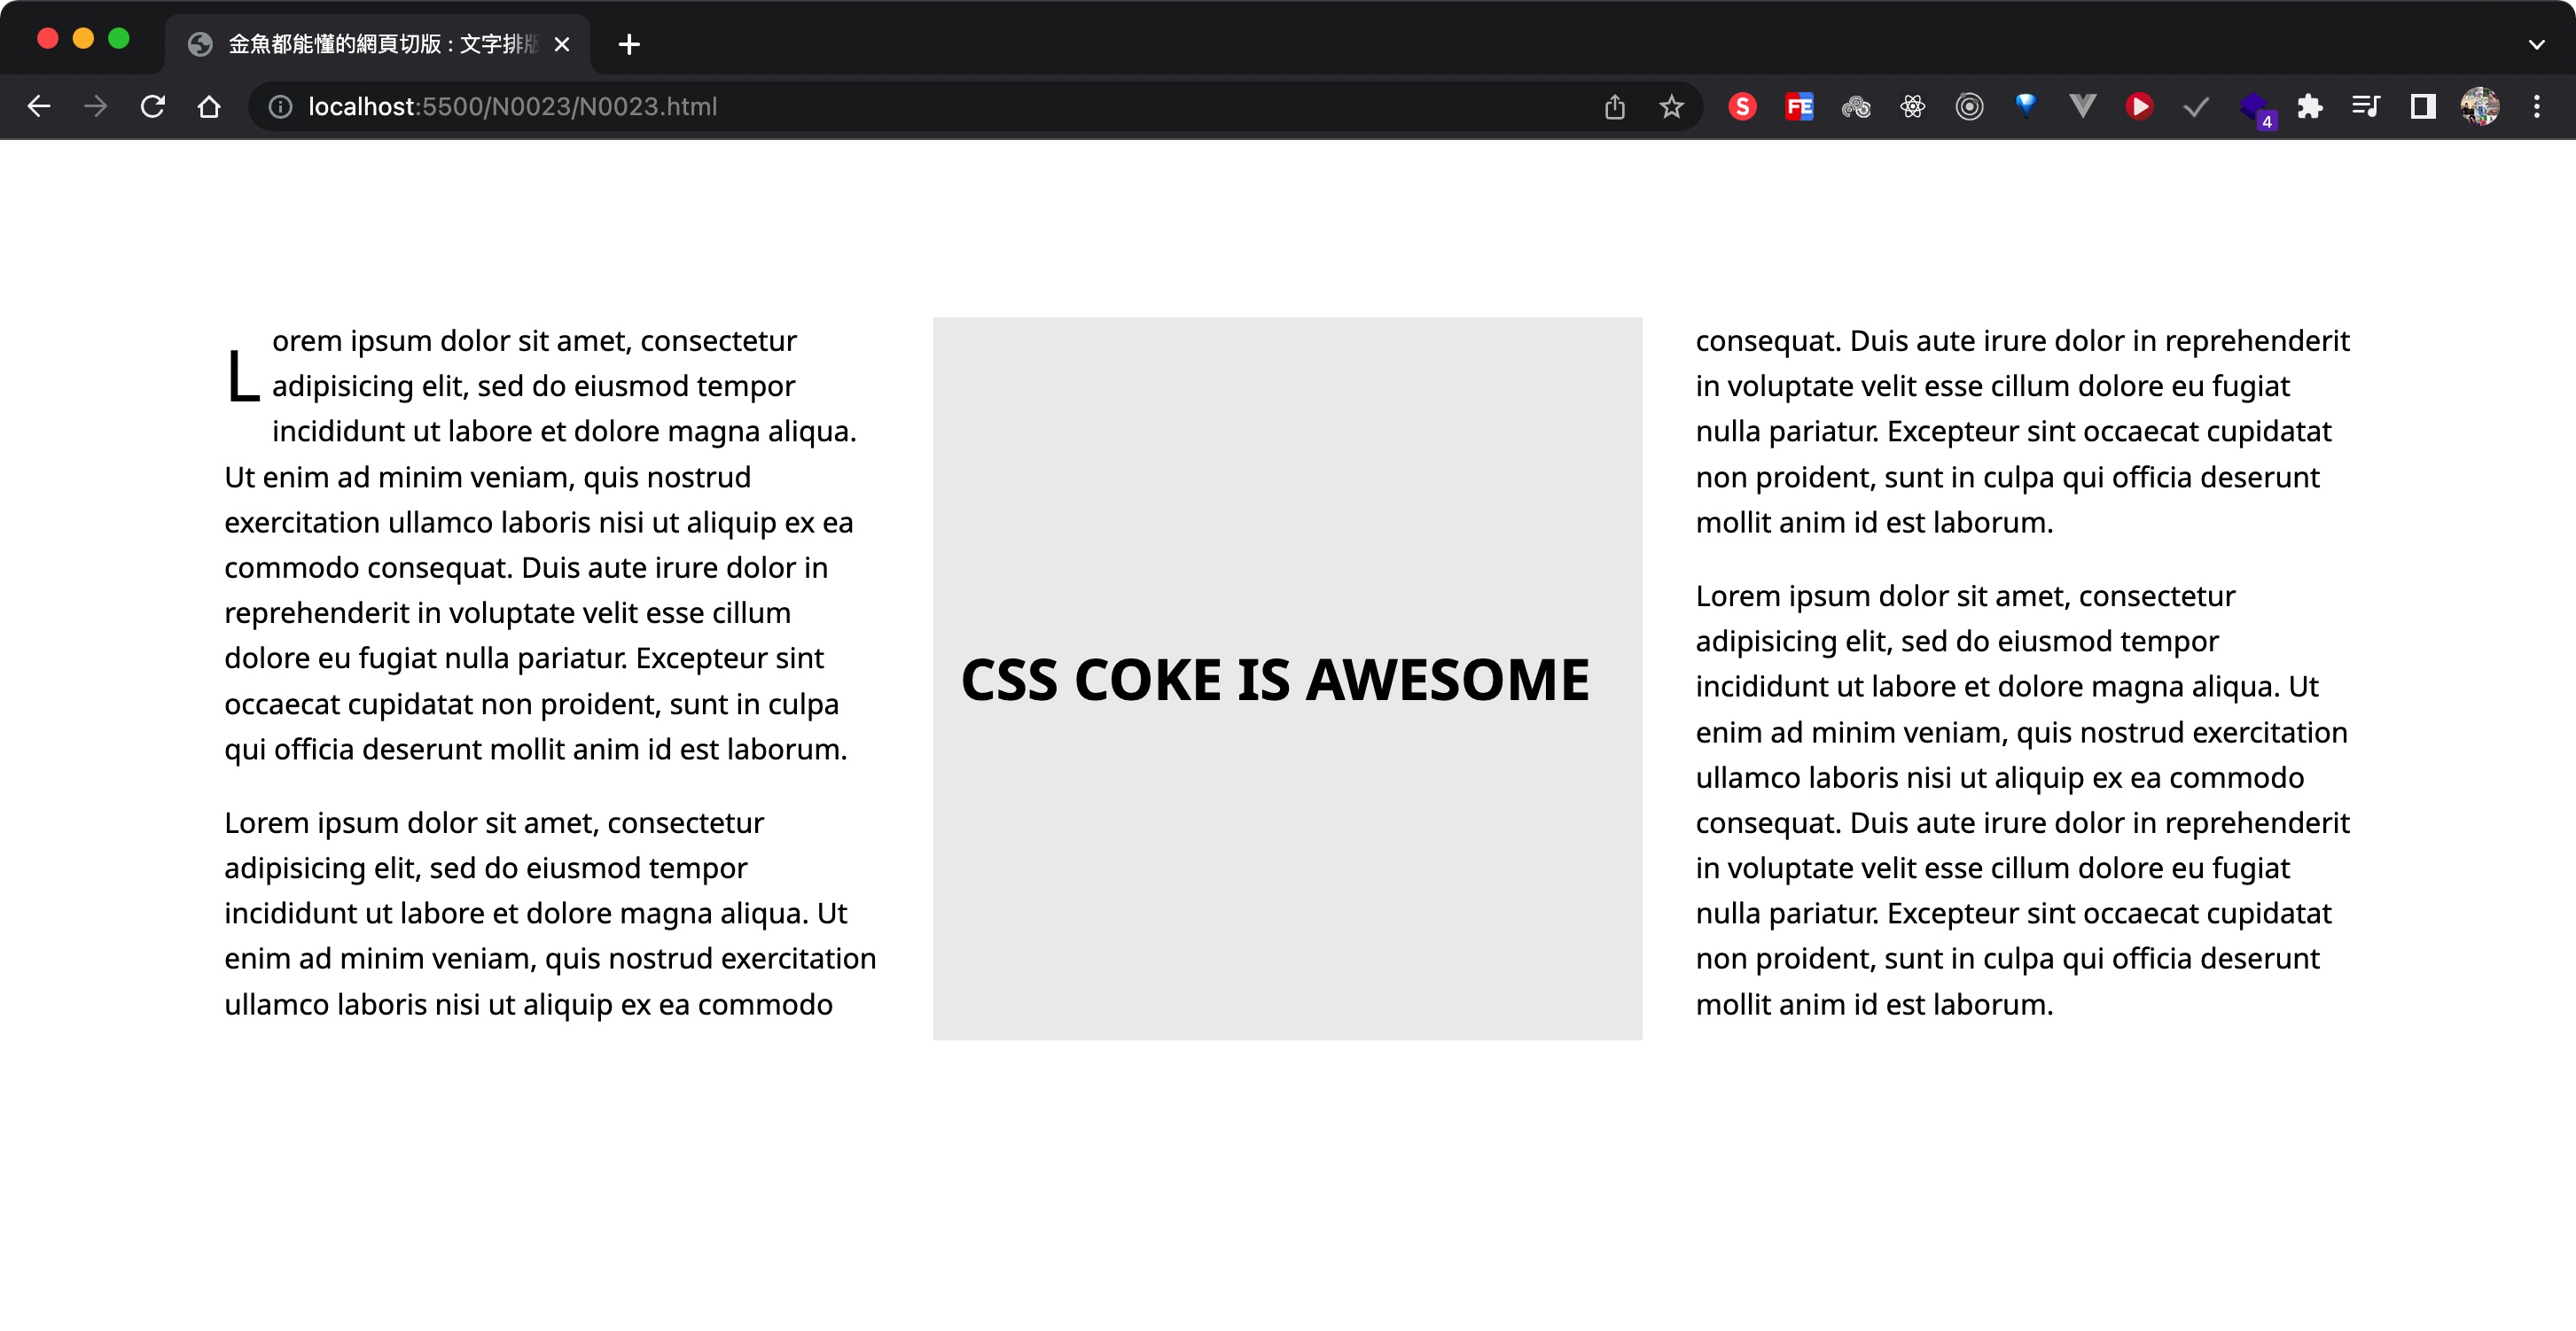 金魚都能懂的網頁切版 : 文字排版
localhost:5500/N0023/N0023.html
S
FE
4
Lorem ipsum dolor sit amet, consectetur
adipisicing elit, sed do eiusmod tempor
incididunt ut labore et dolore magna aliqua.
Ut enim ad minim veniam, quis nostrud
exercitation ullamco laboris nisi ut aliquip ex ea
commodo consequat. Duis aute irure dolor in
reprehenderit in voluptate velit esse cillum
dolore eu fugiat nulla pariatur. Excepteur sint
occaecat cupidatat non proident, sunt in culpa
qui officia deserunt mollit anim id est laborum.
Lorem ipsum dolor sit amet, consectetur
adipisicing elit, sed do eiusmod tempor
incididunt ut labore et dolore magna aliqua. Ut
enim ad minim veniam, quis nostrud exercitation
ullamco laboris nisi ut aliquip ex ea commodo
CSS COKE IS AWESOME
consequat. Duis aute irure dolor in reprehenderit
in voluptate velit esse cillum dolore eu fugiat
nulla pariatur. Excepteur sint occaecat cupidatat
non proident, sunt in culpa qui officia deserunt
mollit anim id est laborum.
Lorem ipsum dolor sit amet, consectetur
adipisicing elit, sed do eiusmod tempor
incididunt ut labore et dolore magna aliqua. Ut
enim ad minim veniam, quis nostrud exercitation
ullamco laboris nisi ut aliquip ex ea commodo
consequat. Duis aute irure dolor in reprehenderit
in voluptate velit esse cillum dolore eu fugiat
nulla pariatur. Excepteur sint occaecat cupidatat
non proident, sunt in culpa qui officia deserunt
mollit anim id est laborum.